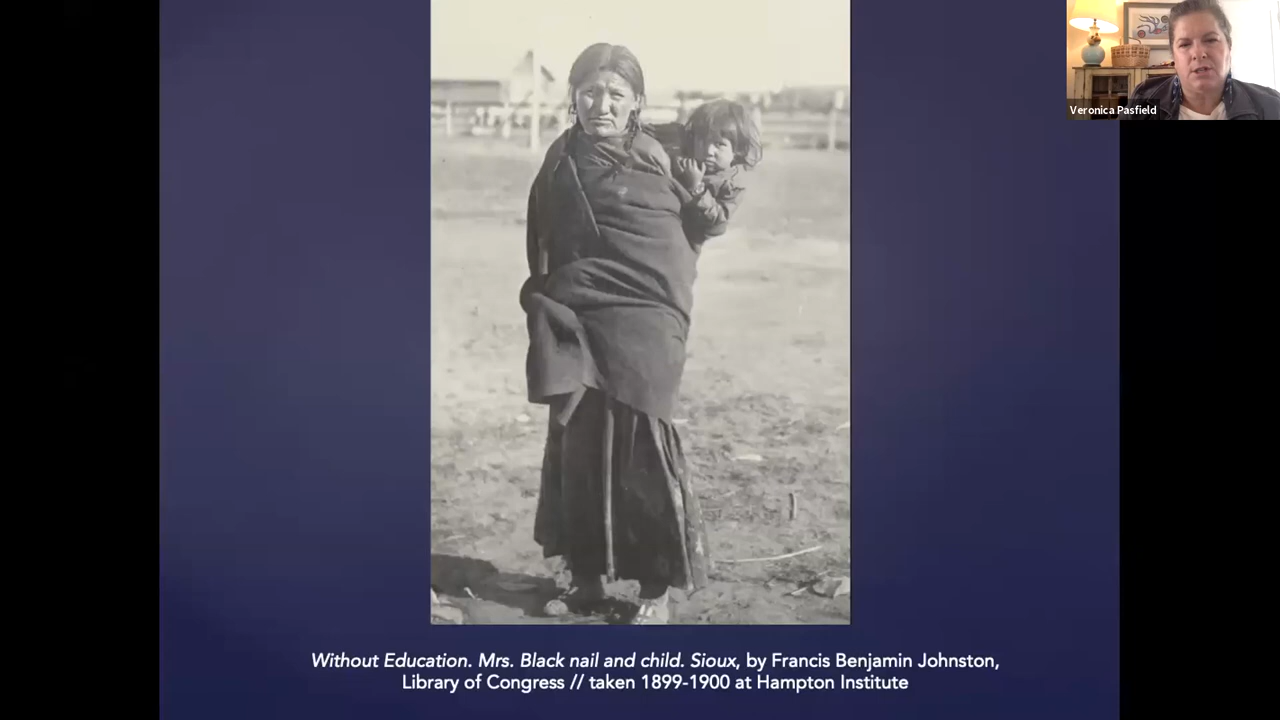 Veronica Pasfield
Without Education. Mrs. Black nail and child. Sioux, by Francis Benjamin Johnston,
Library of Congress // taken 1899-1900 at Hampton Institute